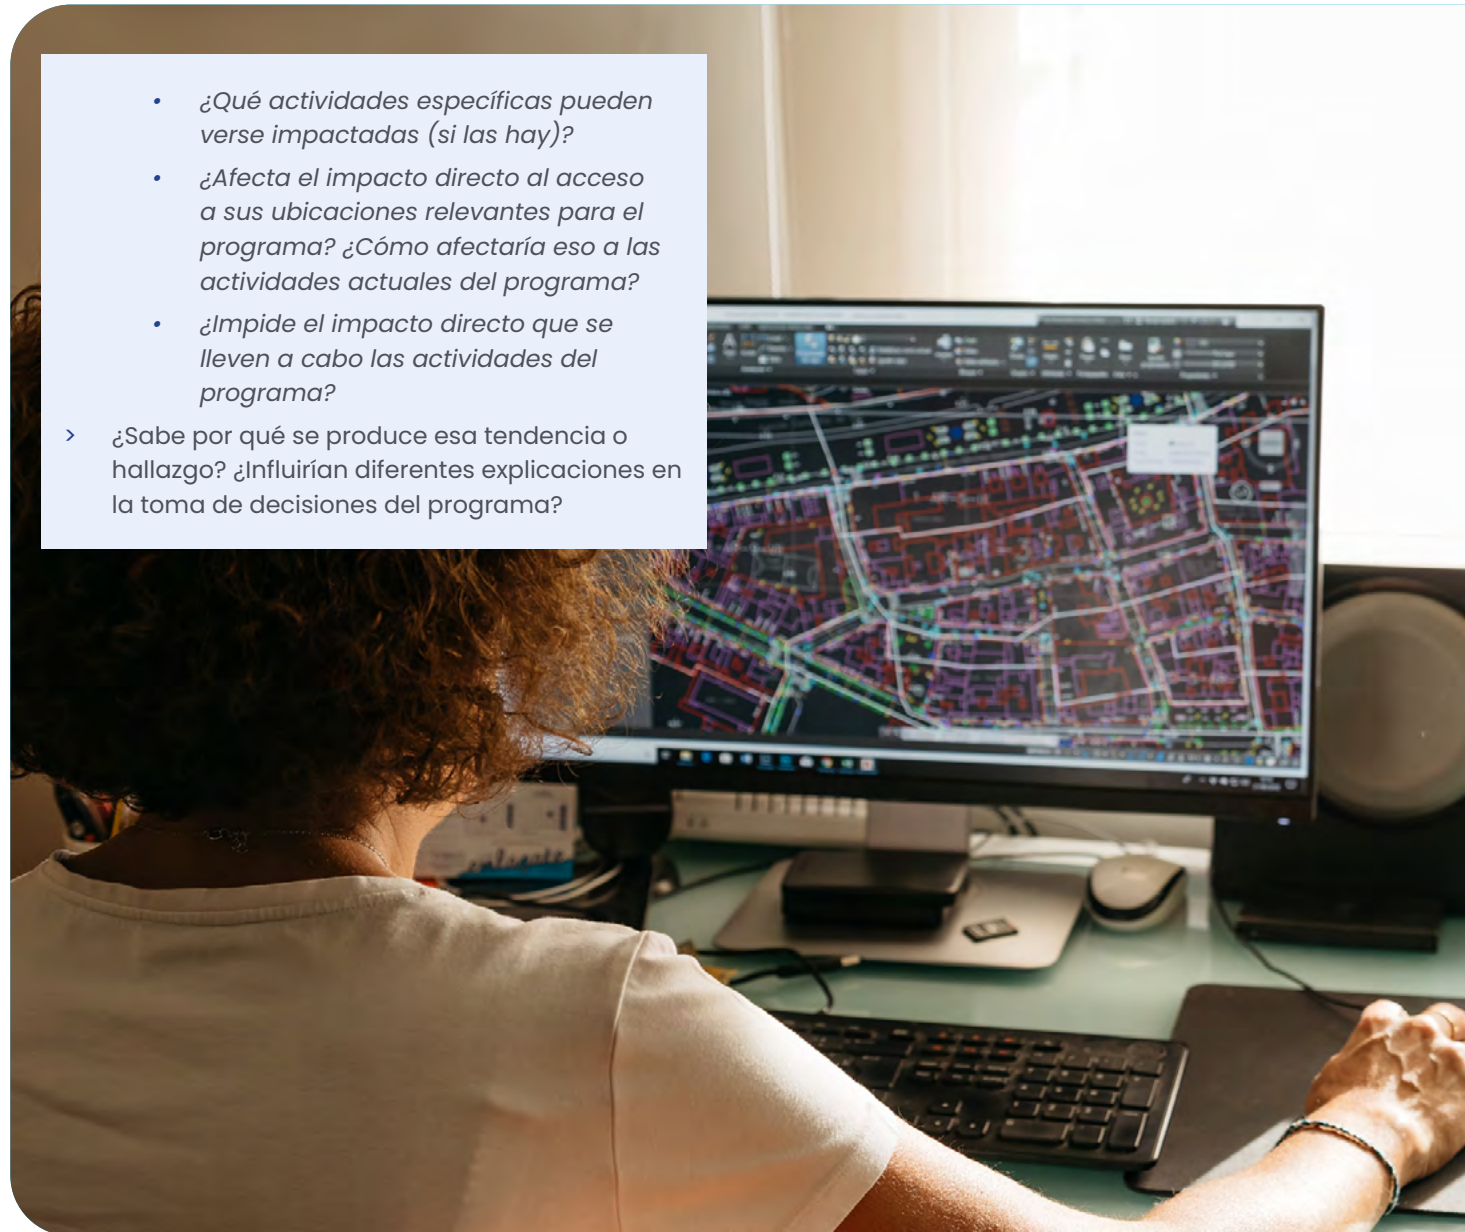 • ¿Qué actividades específicas pueden
verse impactadas (si las hay)?
• ¿Afecta el impacto directo al acceso
a sus ubicaciones relevantes para el
programa? ¿Cómo afectaría eso a las
actividades actuales del programa?
• ¿Impide el impacto directo que se
lleven a cabo las actividades del
programa?
> ¿Sabe por qué se produce esa tendencia o
hallazgo? ¿Influirían diferentes explicaciones en
la toma de decisiones del programa?